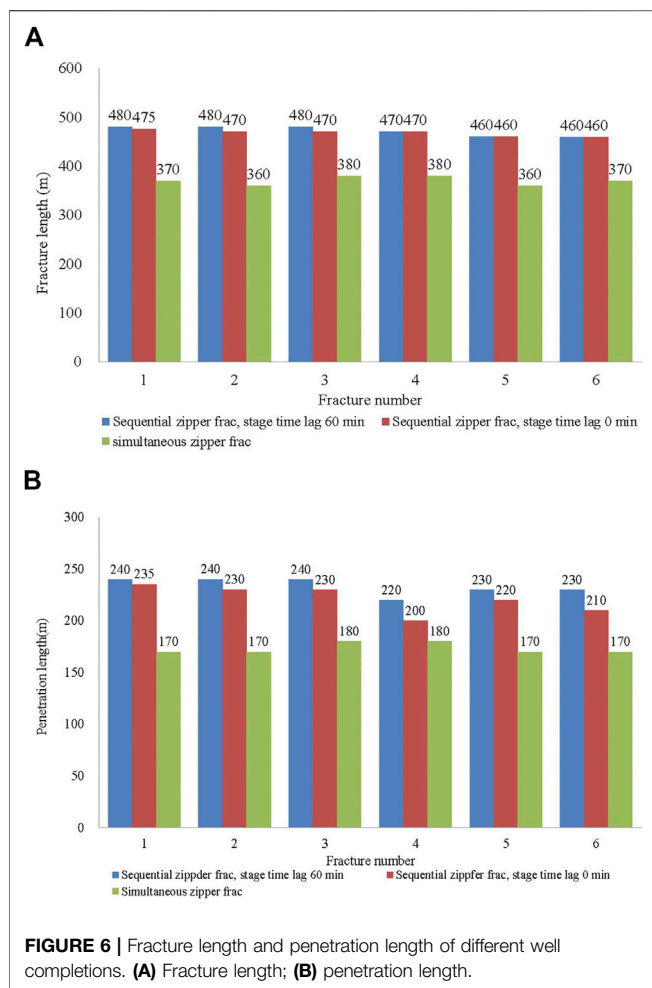 A
600
500
400
300
200
100
0
Fracture length (m)
480 475 370 480 470 360 480 470 380 470 470 380 460 460 360 460 460 370
1 2 3 4 5 6
Fracture number
Sequential zipper frac, stage time lag 60 min Sequential zipper frac, stage time lag 0 min
simultaneous zipper frac
B
300
250
200
150
100
50
0
Penetration length(m)
240 235 170 240 230 170 240 230 180 220 200 180 230 220 170 230 210 170
1 2 3 4 5 6
Fracture number
Sequential zippder frac, stage time lag 60 min Sequential zippfer frac, stage time lag 0 min
Simultaneous zipper frac
FIGURE 6 | Fracture length and penetration length of different well
completions. (A) Fracture length; (B) penetration length.